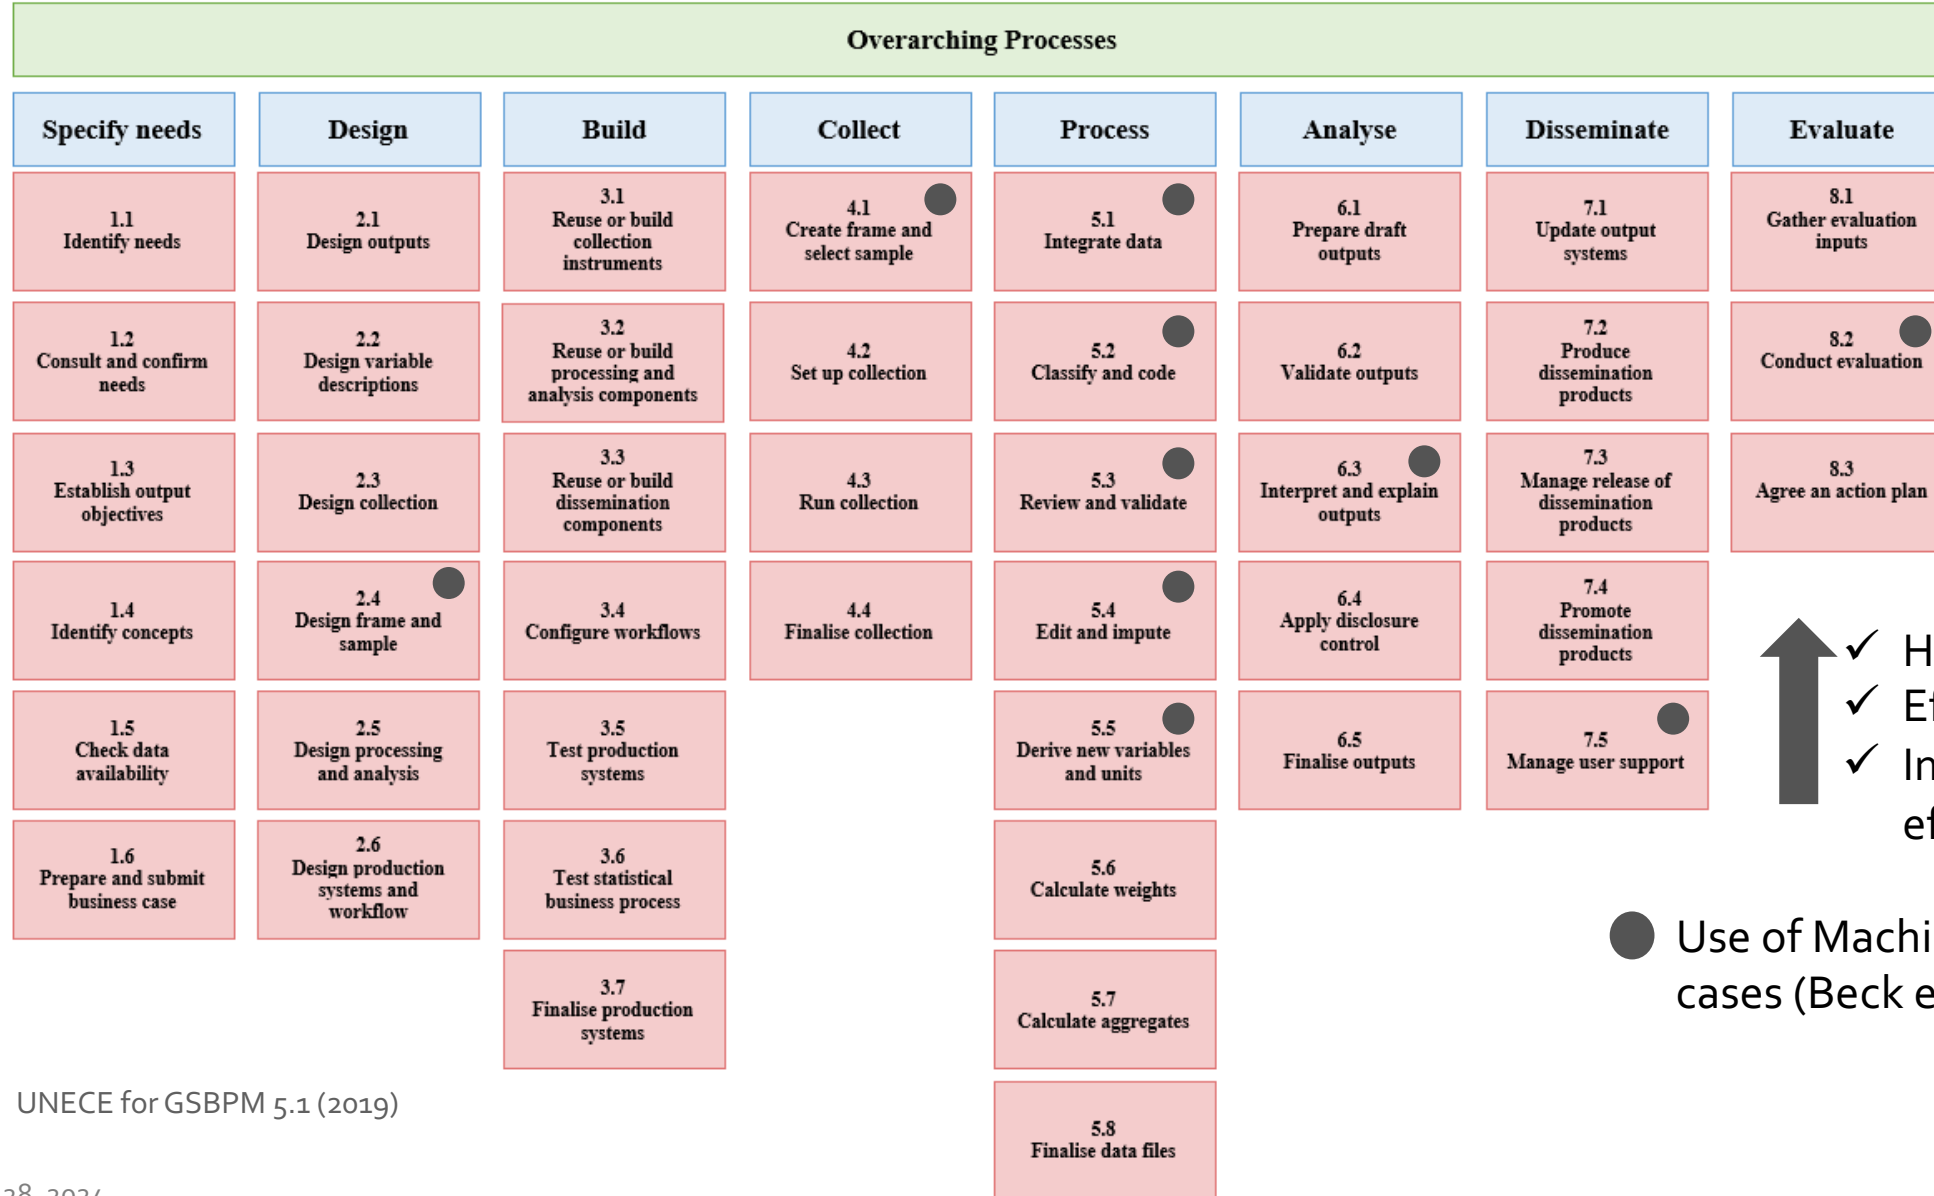 Overarching Processes
Specify needs
Design
Build
Collect
Process
Analyse
Disseminate
Evaluate
1.1
Identify needs
1.2
Consult and confirm
needs
1.3
Establish output
objectives
1.4
Identify concepts
1.5
Check data
availability
1.6
Prepare and submit
business case
2.1
Design outputs
2.2
Design variable
descriptions
2.3
Design collection
2.4
Design frame and
sample
2.5
Design processing
and analysis
2.6
Design production
systems and
workflow
3.1
Reuse or build
collection
instruments
3.2
Reuse or build
processing and
analysis components
3.3
Reuse or build
dissemination
components
3.4
Configure workflows
3.5
Test production
systems
3.6
Test statistical
business process
3.7
Finalise production
systems
4.1
Create frame and
select sample
4.2
Set up collection
4.3
Run collection
4.4
Finalise collection
5.1
Integrate data
5.2
Classify and code
5.3
Review and validate
5.4
Edit and impute
5.5
Derive new variables
and units
5.6
Calculate weights
5.7
Calculate aggregates
5.8
Finalise data files
6.1
Prepare draft
outputs
6.2
Validate outputs
6.3
Interpret and explain
outputs
6.4
Apply disclosure
control
6.5
Finalise outputs
7.1
Update output
systems
7.2
Produce
dissemination
products
7.3
Manage release of
dissemination
products
7.4
Promote
dissemination
products
7.5
Manage user support
8.1
Gather evaluation
inputs
8.2
Conduct evaluation
8.3
Agree an action plan
✓ H
✓
✓ In
Use of Machi
cases (Beck e
UNECE for GSBPM 5.1 (2019)